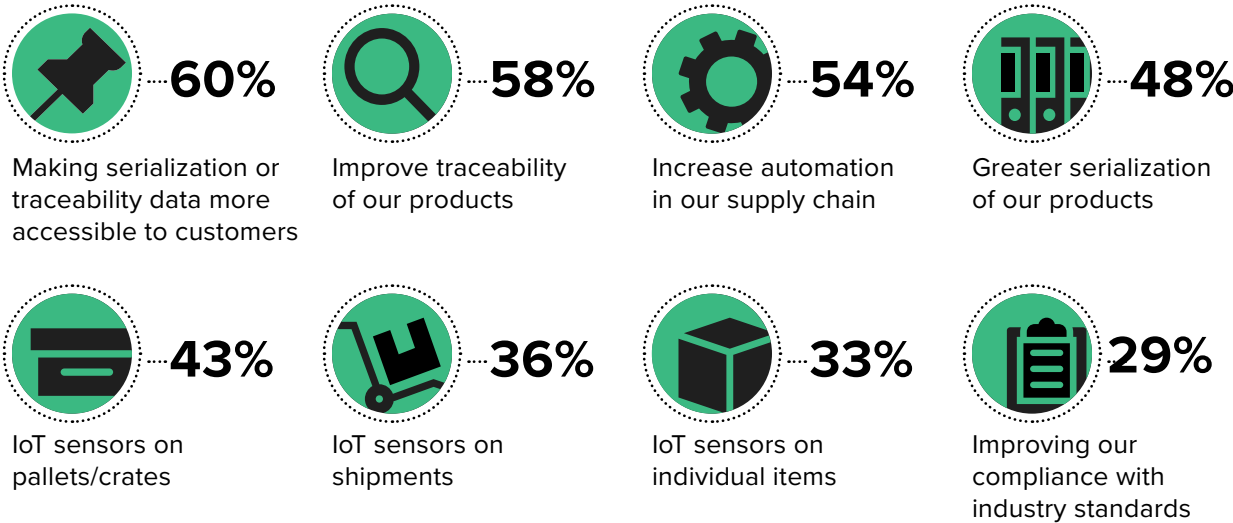 60%
Making serialization or
traceability data more
accessible to customers
58%
Improve traceability
of our products
54%
Increase automation
in our supply chain
48%
Greater serialization
of our products
43%
IoT sensors on
pallets/crates
36%
IoT sensors on
shipments
33%
IoT sensors on
individual items
29%
Improving our
compliance with
industry standards